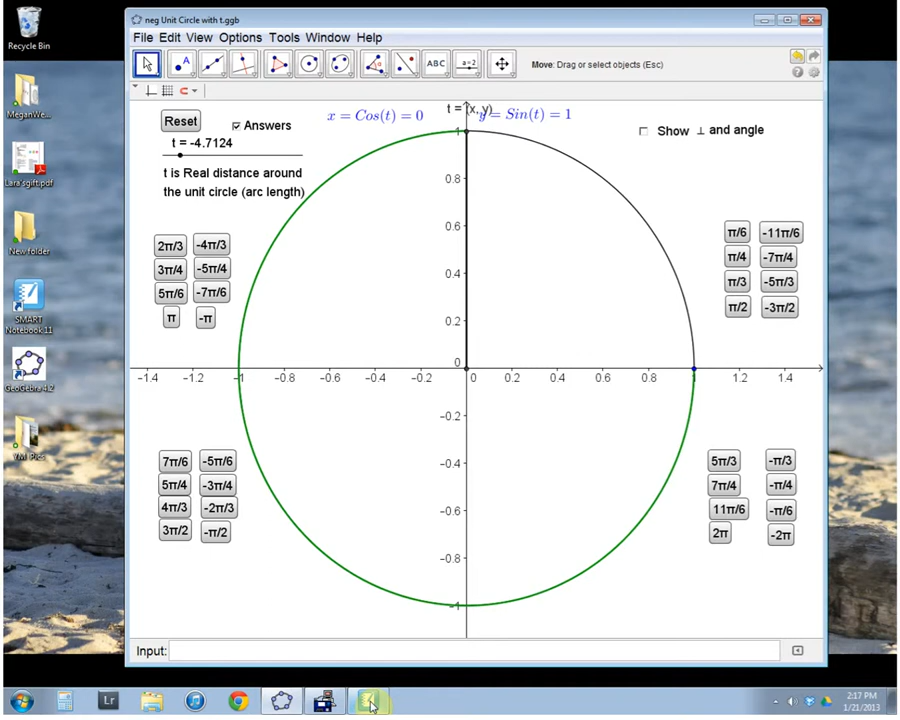 Recycle Bin
MeganWe...
Lara'sgift.pdf
New folder
SMART
Notebook 11
GeoGebra 4.2
YM Pics
neg Unit Circle with t.ggb
File Edit View Options Tools Window Help
A
ABC
a=2
Move: Drag or select objects (Esc)
Reset
Answers
t = -4.7124
t is Real distance around
the unit circle (arc length)
x = Cos(t) = 0
t = (x, y)
y = Sin(t) = 1
Show ⊥ and angle
2π/3 -4π/3
3π/4 -5π/4
5π/6 -7π/6
π -π
π/6 -11π/6
π/4 -7π/4
π/3 -5π/3
π/2 -3π/2
1
0.8
0.6
0.4
0.2
0
-1.4 -1 -0.8 -0.6 -0.4 -0.2 0 0.2 0.4 0.6 0.8 1 1.2 1.4
-0.2
-0.4
-0.6
-0.8
-1
7π/6 -5π/6
5π/4 -3π/4
4π/3 -2π/3
3π/2 -π/2
5π/3 -π/3
7π/4 -π/4
11π/6 -π/6
2π -2π
Input:
Lr
2:17 PM
1/21/2013